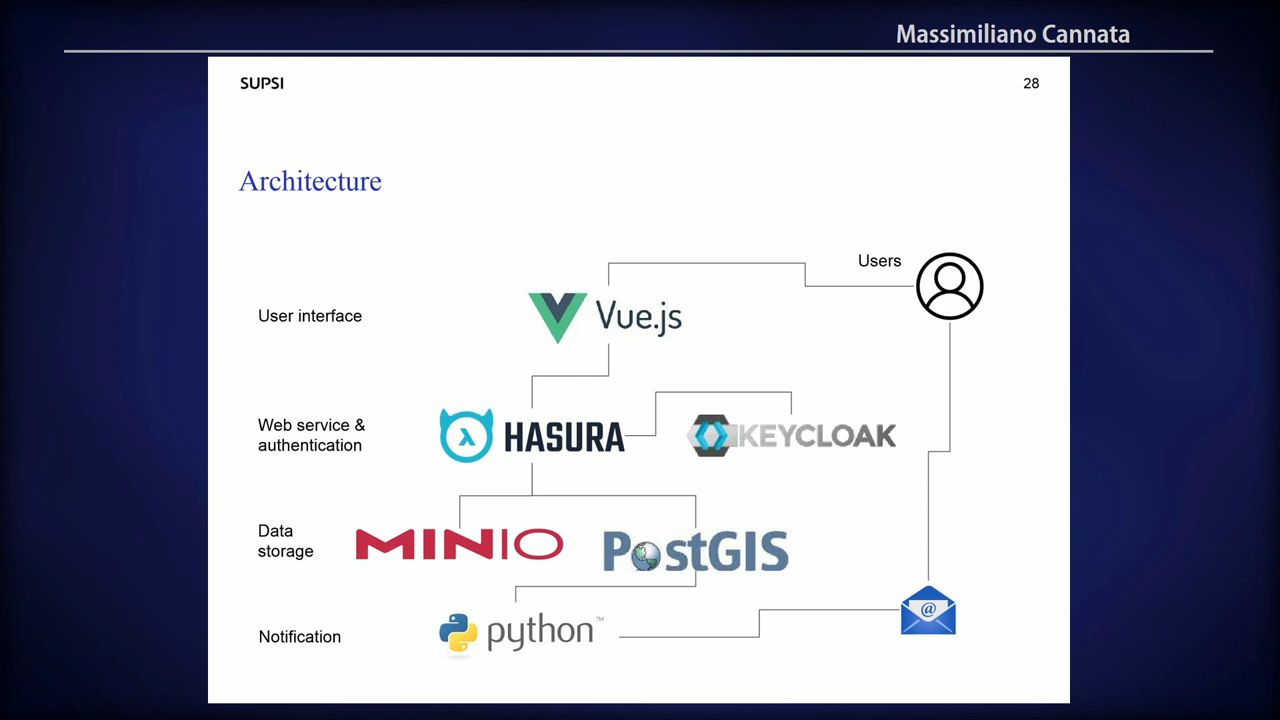 Massimiliano Cannata
SUPSI
28
Architecture
Users
User interface
Vue.js
Web service &
authentication
HASURA
KEYCLOAK
Data
storage
MINIO
PostGIS
Notification
python™
@